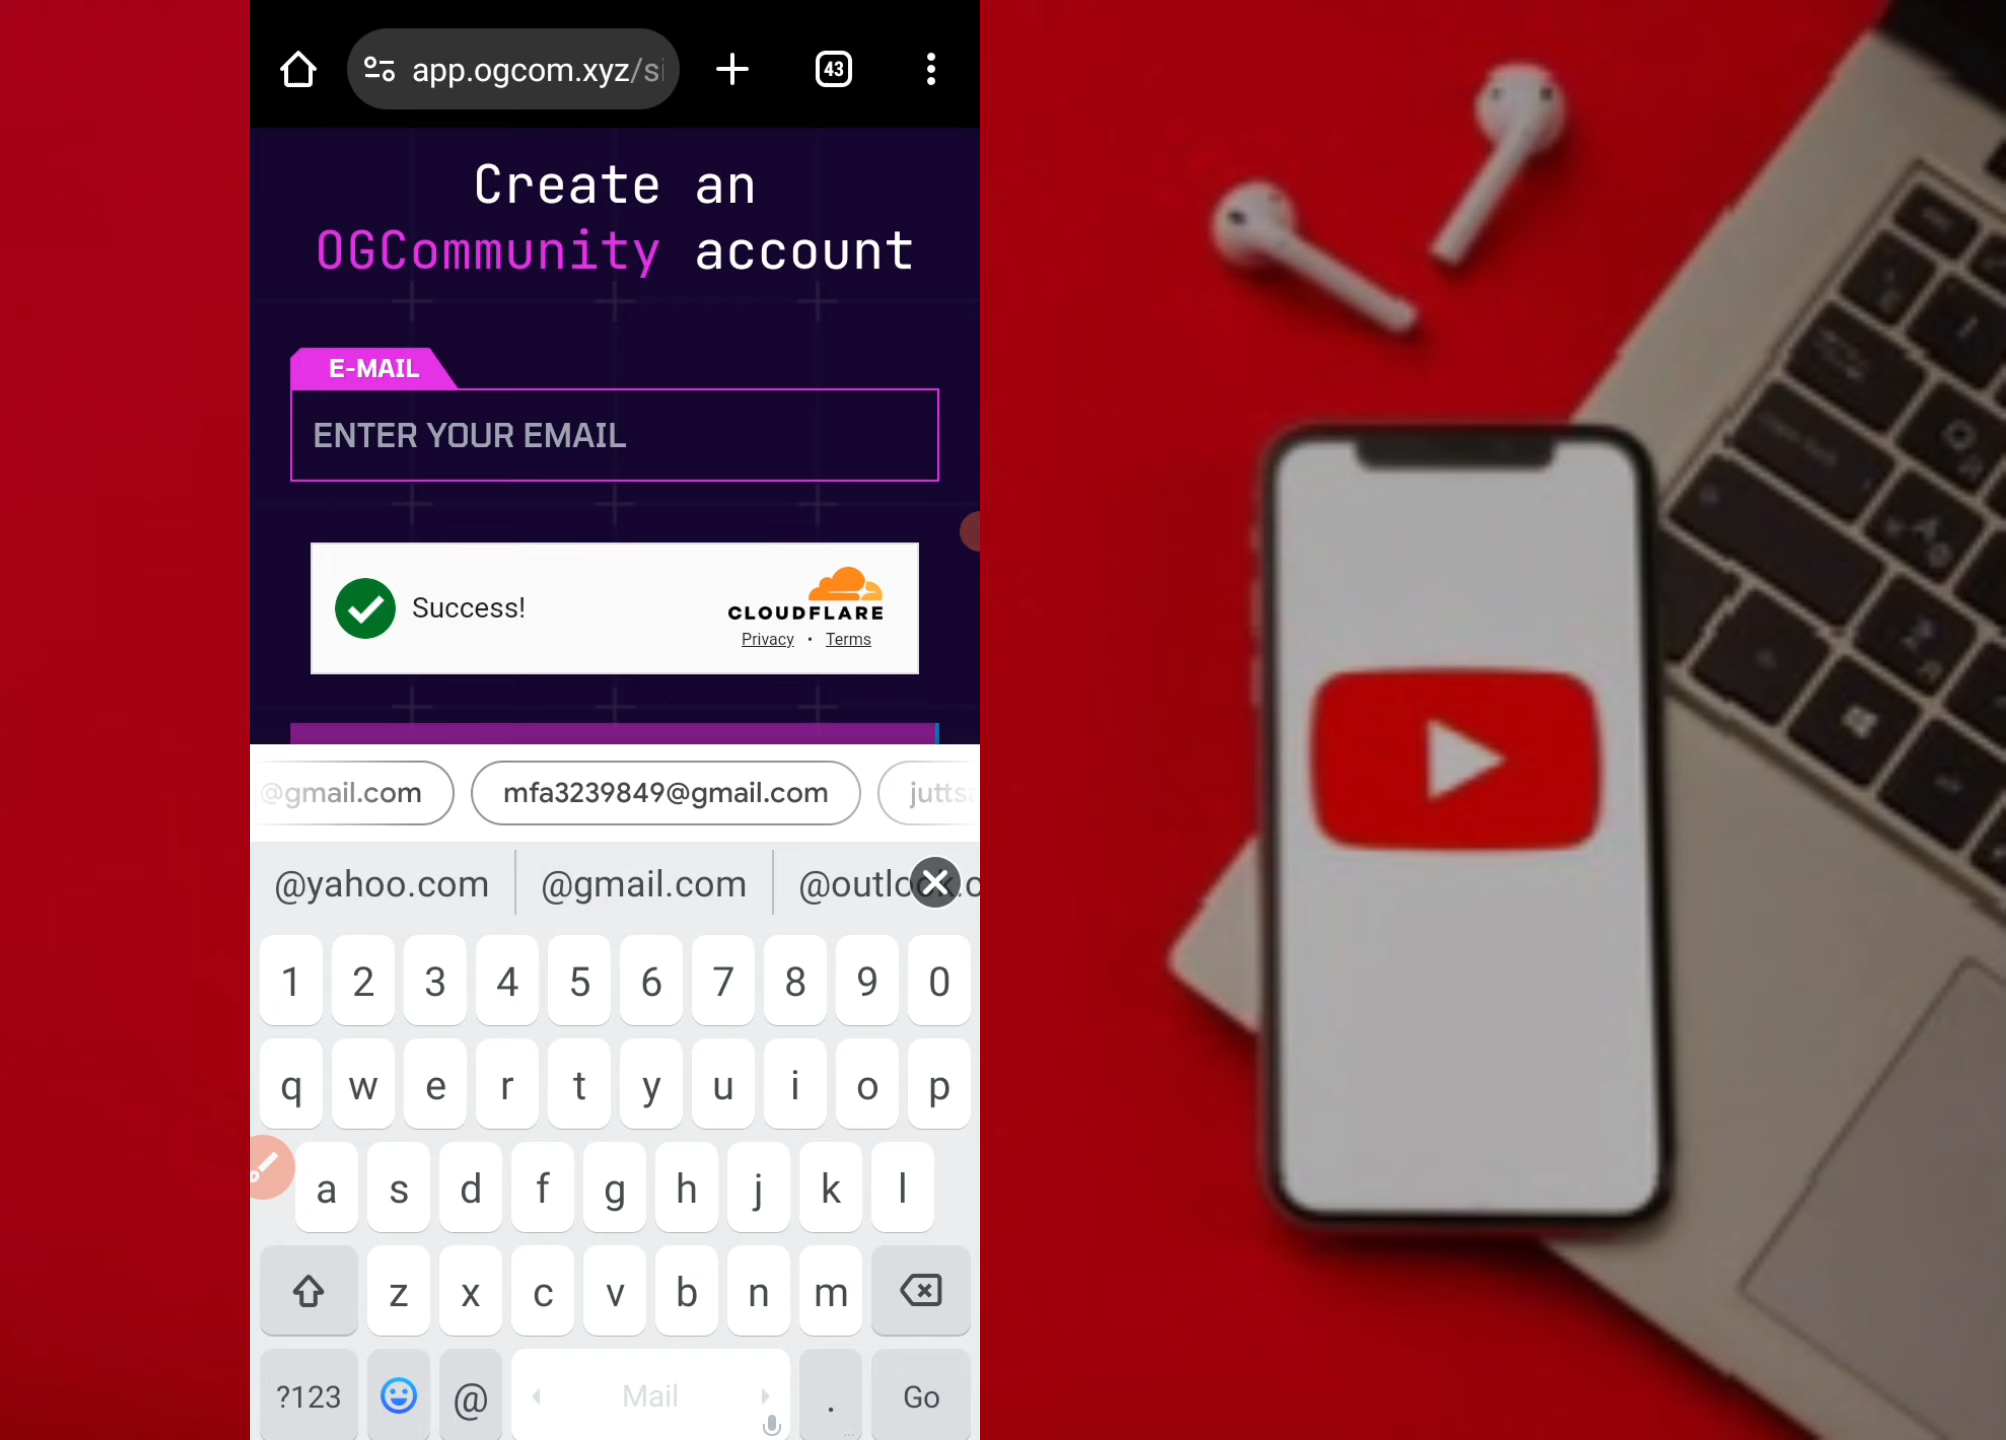 app.ogcom.xyz/si
43
Create an
OGCommunity account
E-MAIL
ENTER YOUR EMAIL
Success!
CLOUDFLARE
Privacy • Terms
@gmail.com
mfa3239849@gmail.com
jutts
@yahoo.com
@gmail.com
@outlo
1 2 3 4 5 6 7 8 9 0
q w e r t y u i o p
a s d f g h j k l
z x c v b n m
?123 @ Mail . Go